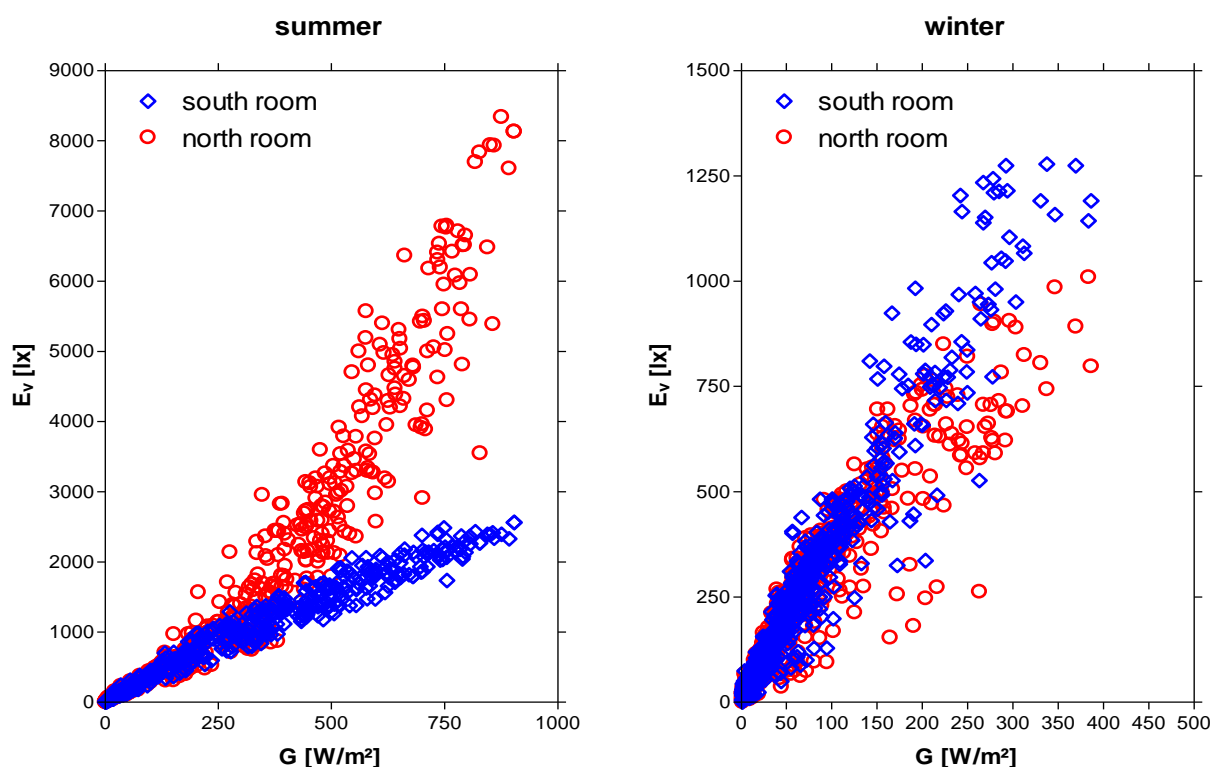 summer
9000
8000
7000
6000
5000
4000
3000
2000
1000
0
Ev [lx]
south room
north room
0 250 500 750 1000
G [W/m²]
winter
1500
1250
1000
750
500
250
0
Ev [lx]
south room
north room
0 50 100 150 200 250 300 350 400 450 500
G [W/m²]